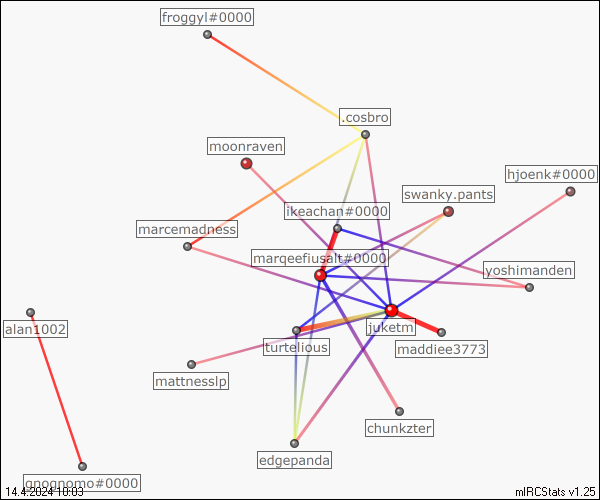 froggyl#0000
.cosbro
moonraven
hjoenk#0000
swanky.pants
ikeachan#0000
marcemadness
marqeefiusalt#0000
yoshimanden
alan1002
juketm
turtelious
maddiee3773
mattnesslp
chunkzter
edgepanda
gnognomo#0000
14.4.2024 10:03
mIRCStats v1.25